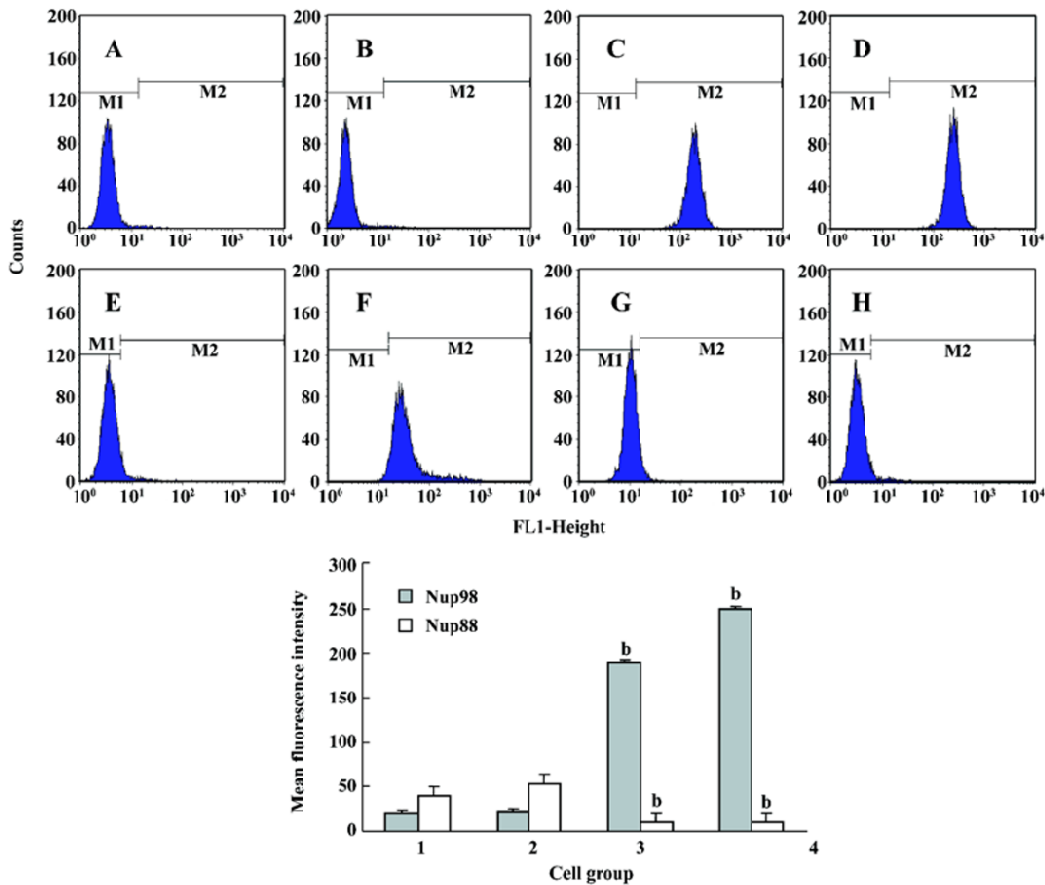 200
160
120
80
40
0
A
M1
M2
10⁰
10¹
10²
10³
10⁴
200
160
120
80
40
0
B
M1
M2
10⁰
10¹
10²
10³
10⁴
200
160
120
80
40
0
C
M1
M2
10⁰
10¹
10²
10³
10⁴
200
160
120
80
40
0
D
M1
M2
10⁰
10¹
10²
10³
10⁴
Counts
200
160
120
80
40
0
E
M1
M2
10⁰
10¹
10²
10³
10⁴
200
160
120
80
40
0
F
M1
M2
10⁰
10¹
10²
10³
10⁴
200
160
120
80
40
0
G
M1
M2
10⁰
10¹
10²
10³
10⁴
200
160
120
80
40
0
H
M1
M2
10⁰
10¹
10²
10³
10⁴
FL1-Height
Mean fluorescence intensity
300
250
200
150
100
50
0
Nup98
Nup88
b
b
b
b
1
2
3
4
Cell group